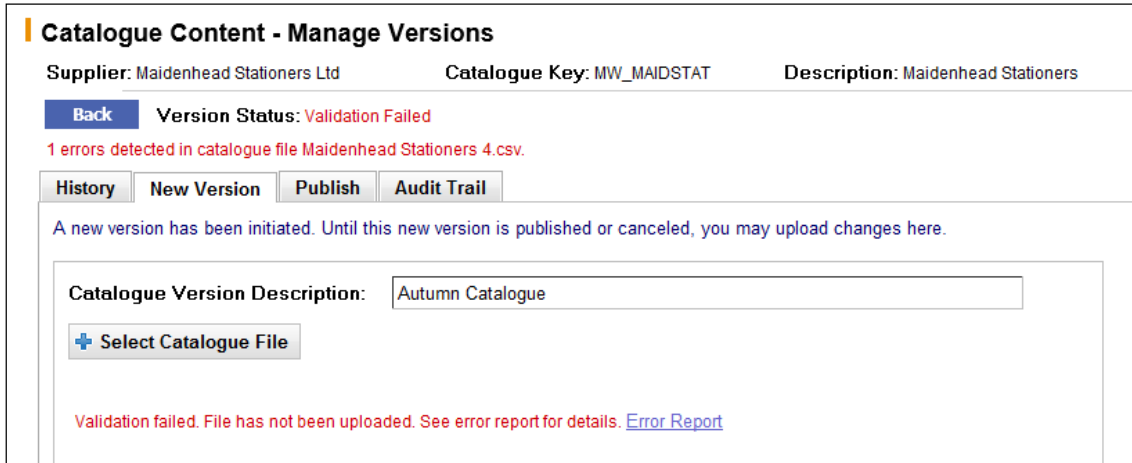 Catalogue Content - Manage Versions
Supplier: Maidenhead Stationers Ltd Catalogue Key: MW_MAIDSTAT Description: Maidenhead Stationers
Back Version Status: Validation Failed
1 errors detected in catalogue file Maidenhead Stationers 4.csv.
History New Version Publish Audit Trail
A new version has been initiated. Until this new version is published or canceled, you may upload changes here.
Catalogue Version Description: Autumn Catalogue
Select Catalogue File
Validation failed. File has not been uploaded. See error report for details. Error Report